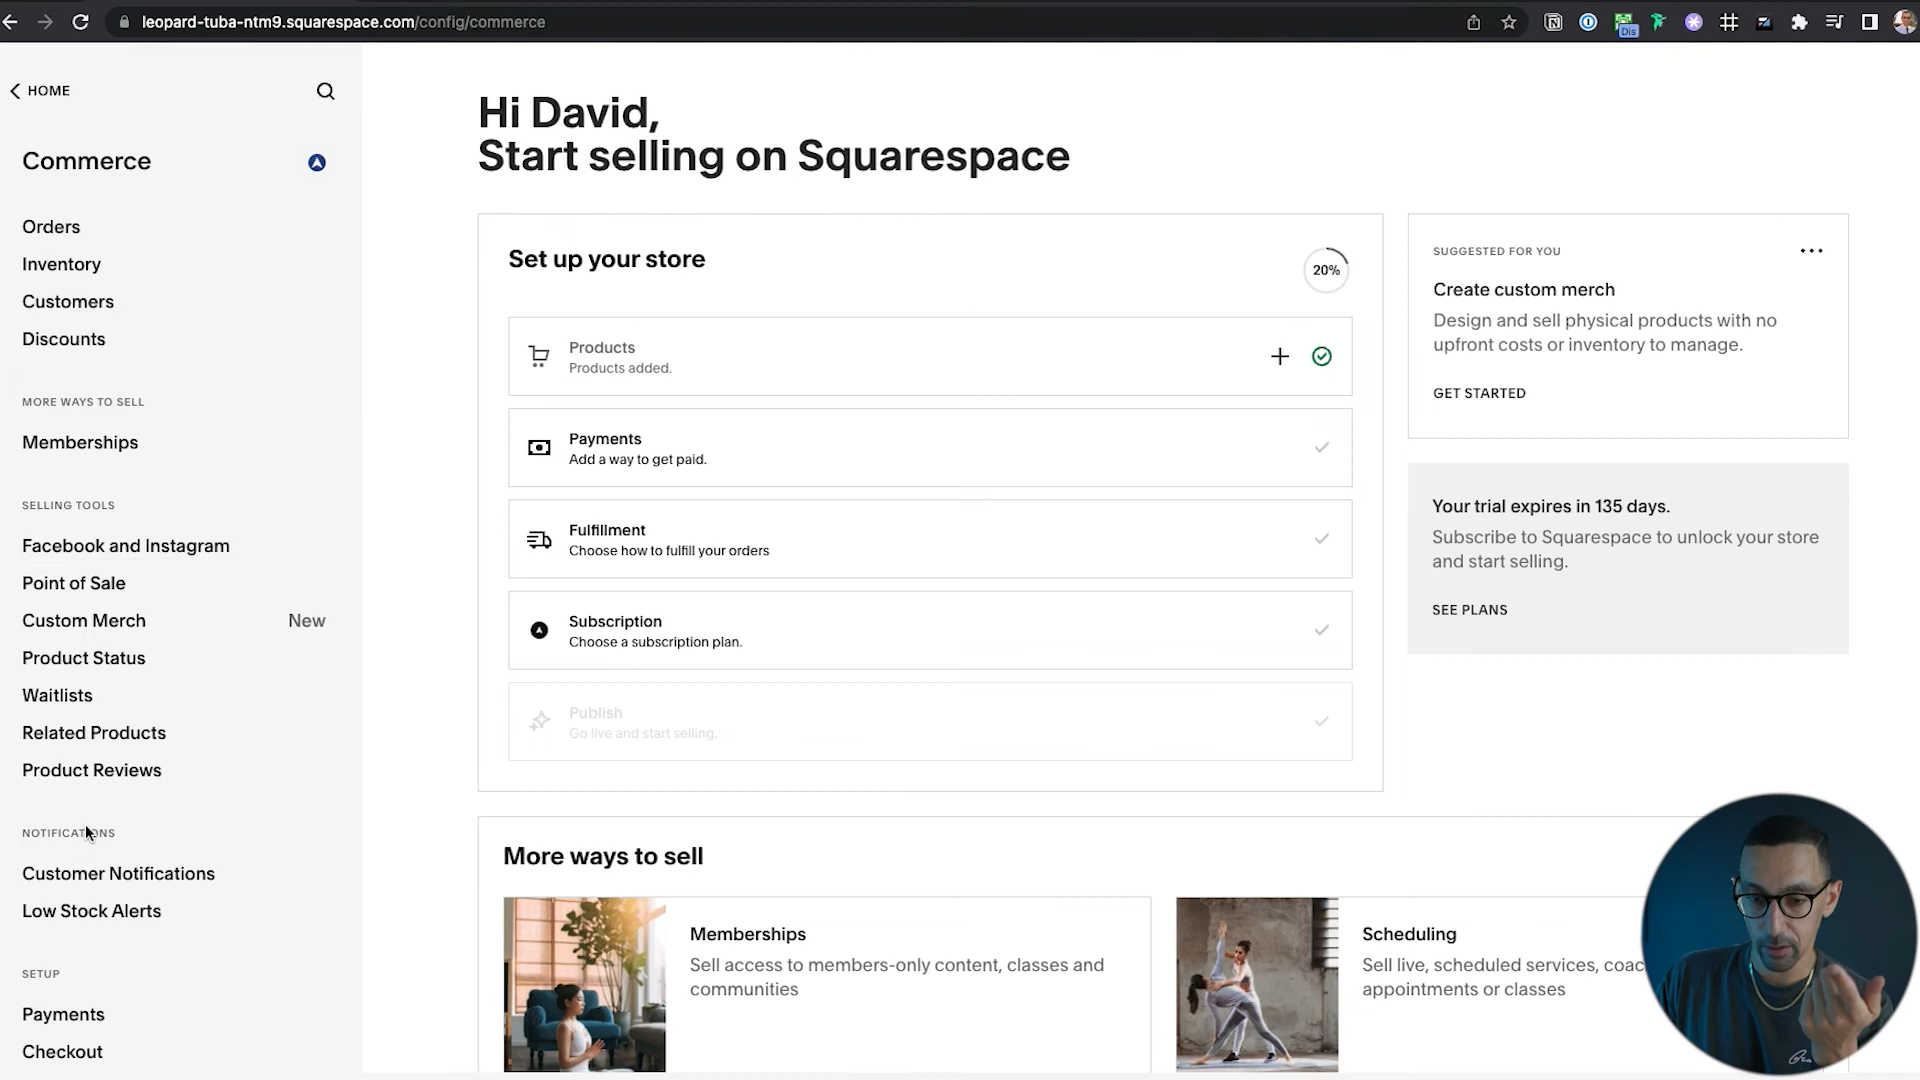 leopard-tuba-ntm9.squarespace.com/config/commerce
Dis
HOME
Commerce
Orders
Inventory
Customers
Discounts
MORE WAYS TO SELL
Memberships
SELLING TOOLS
Facebook and Instagram
Point of Sale
Custom Merch New
Product Status
Waitlists
Related Products
Product Reviews
NOTIFICATIONS
Customer Notifications
Low Stock Alerts
SETUP
Payments
Checkout
Hi David,
Start selling on Squarespace
Set up your store
20%
Products
Products added.
Payments
Add a way to get paid.
Fulfillment
Choose how to fulfill your orders
Subscription
Choose a subscription plan.
Publish
Go live and start selling.
SUGGESTED FOR YOU
Create custom merch
Design and sell physical products with no
upfront costs or inventory to manage.
GET STARTED
Your trial expires in 135 days.
Subscribe to Squarespace to unlock your store
and start selling.
SEE PLANS
More ways to sell
Memberships
Sell access to members-only content, classes and
communities
Scheduling
Sell live, scheduled services, coac
appointments or classes